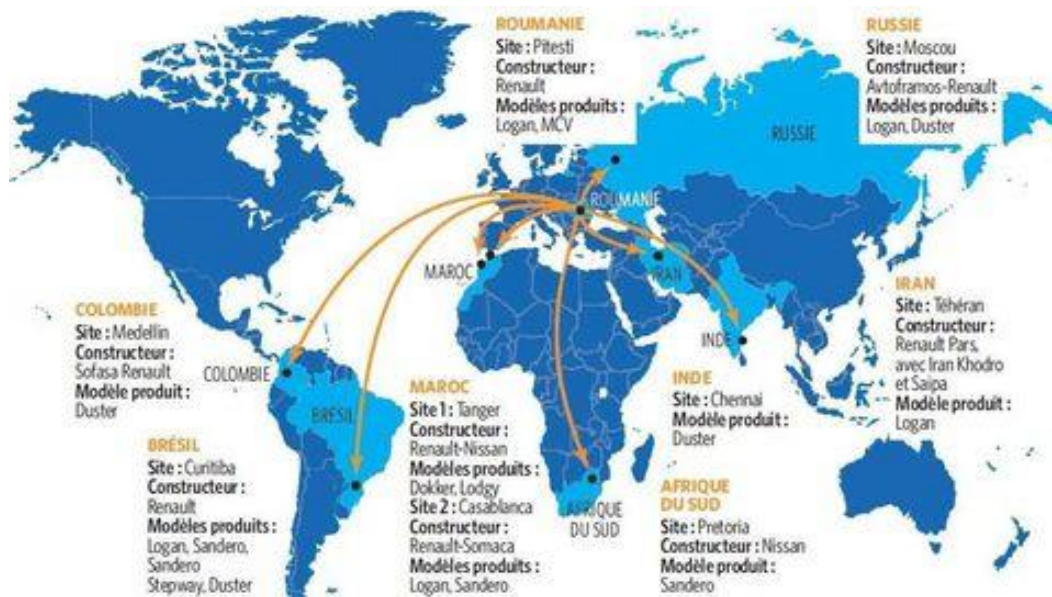 ROUMANIE
Site : Pitesti
Constructeur :
Renault
Modèles produits :
Logan, MCV
RUSSIE
Site : Moscou
Constructeur :
Avtoframos-Renault
Modèles produits :
Logan, Duster
RUSSIE
ROUMANIE
MAROC
IRAN
INDE
COLOMBIE
BRÉSIL
AFRIQUE
DU SUD
COLOMBIE
Site : Medellin
Constructeur :
Sofasa Renault
Modèle produit :
Duster
BRÉSIL
Site : Curitiba
Constructeur :
Renault
Modèles produits :
Logan, Sandero,
Sandero
Stepway, Duster
MAROC
Site 1 : Tanger
Constructeur :
Renault-Nissan
Modèles produits :
Dokker, Lodgy
Site 2 : Casablanca
Constructeur :
Renault-Somaca
Modèles produits :
Logan, Sandero
INDE
Site : Chennai
Modèle produit :
Duster
AFRIQUE
DU SUD
Site : Pretoria
Constructeur : Nissan
Modèle produit :
Sandero
IRAN
Site : Téhéran
Constructeur :
Renault Pars,
avec Iran Khodro
et Saipa
Modèle produit :
Logan